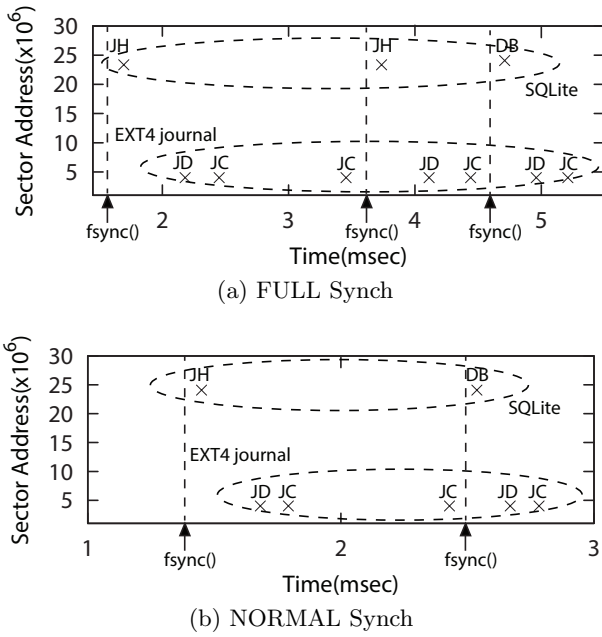 Sector Address(x10⁶)
30
25
20
15
10
5
JH
JH
DB
SQLite
EXT4 journal
JD
JC
JC
JD
JC
JD
JC
2
3
4
5
fsync()
fsync()
fsync()
Time(msec)
(a) FULL Synch
Sector Address(x10⁶)
30
25
20
15
10
5
JH
DB
SQLite
EXT4 journal
JD
JC
JC
JD
JC
1
2
3
fsync()
fsync()
Time(msec)
(b) NORMAL Synch